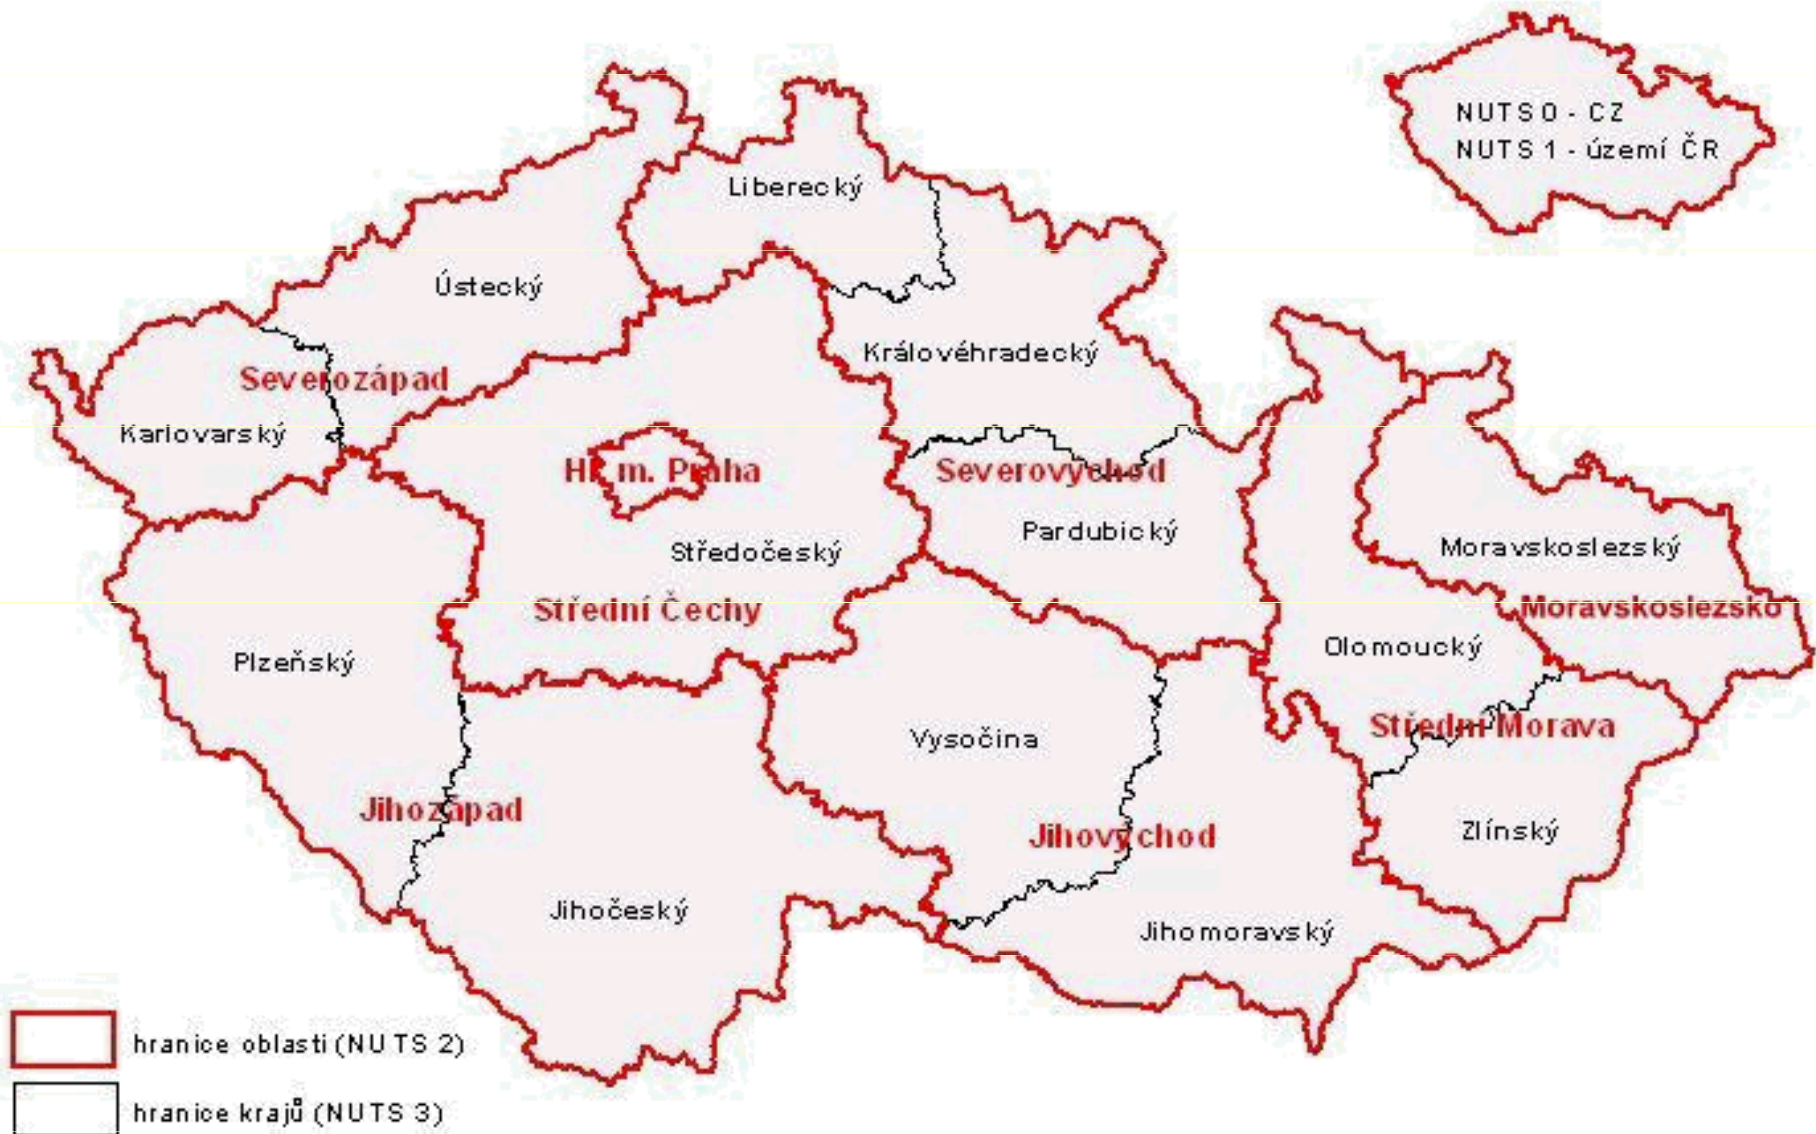 NUTS 0 - CZ
NUTS 1 - území ČR
Liberecký
Ústecký
Královéhradecký
Severozápad
Karlovarský
Hl. m. Praha
Severovýchod
Pardubický
Středočeský
Moravskoslezský
Střední Čechy
Moravskoslezsko
Olomoucký
Plzeňský
Střední Morava
Vysočina
Jihozápad
Jihovýchod
Zlínský
Jihočeský
Jihomoravský
hranice oblasti (NUTS 2)
hranice krajů (NUTS 3)